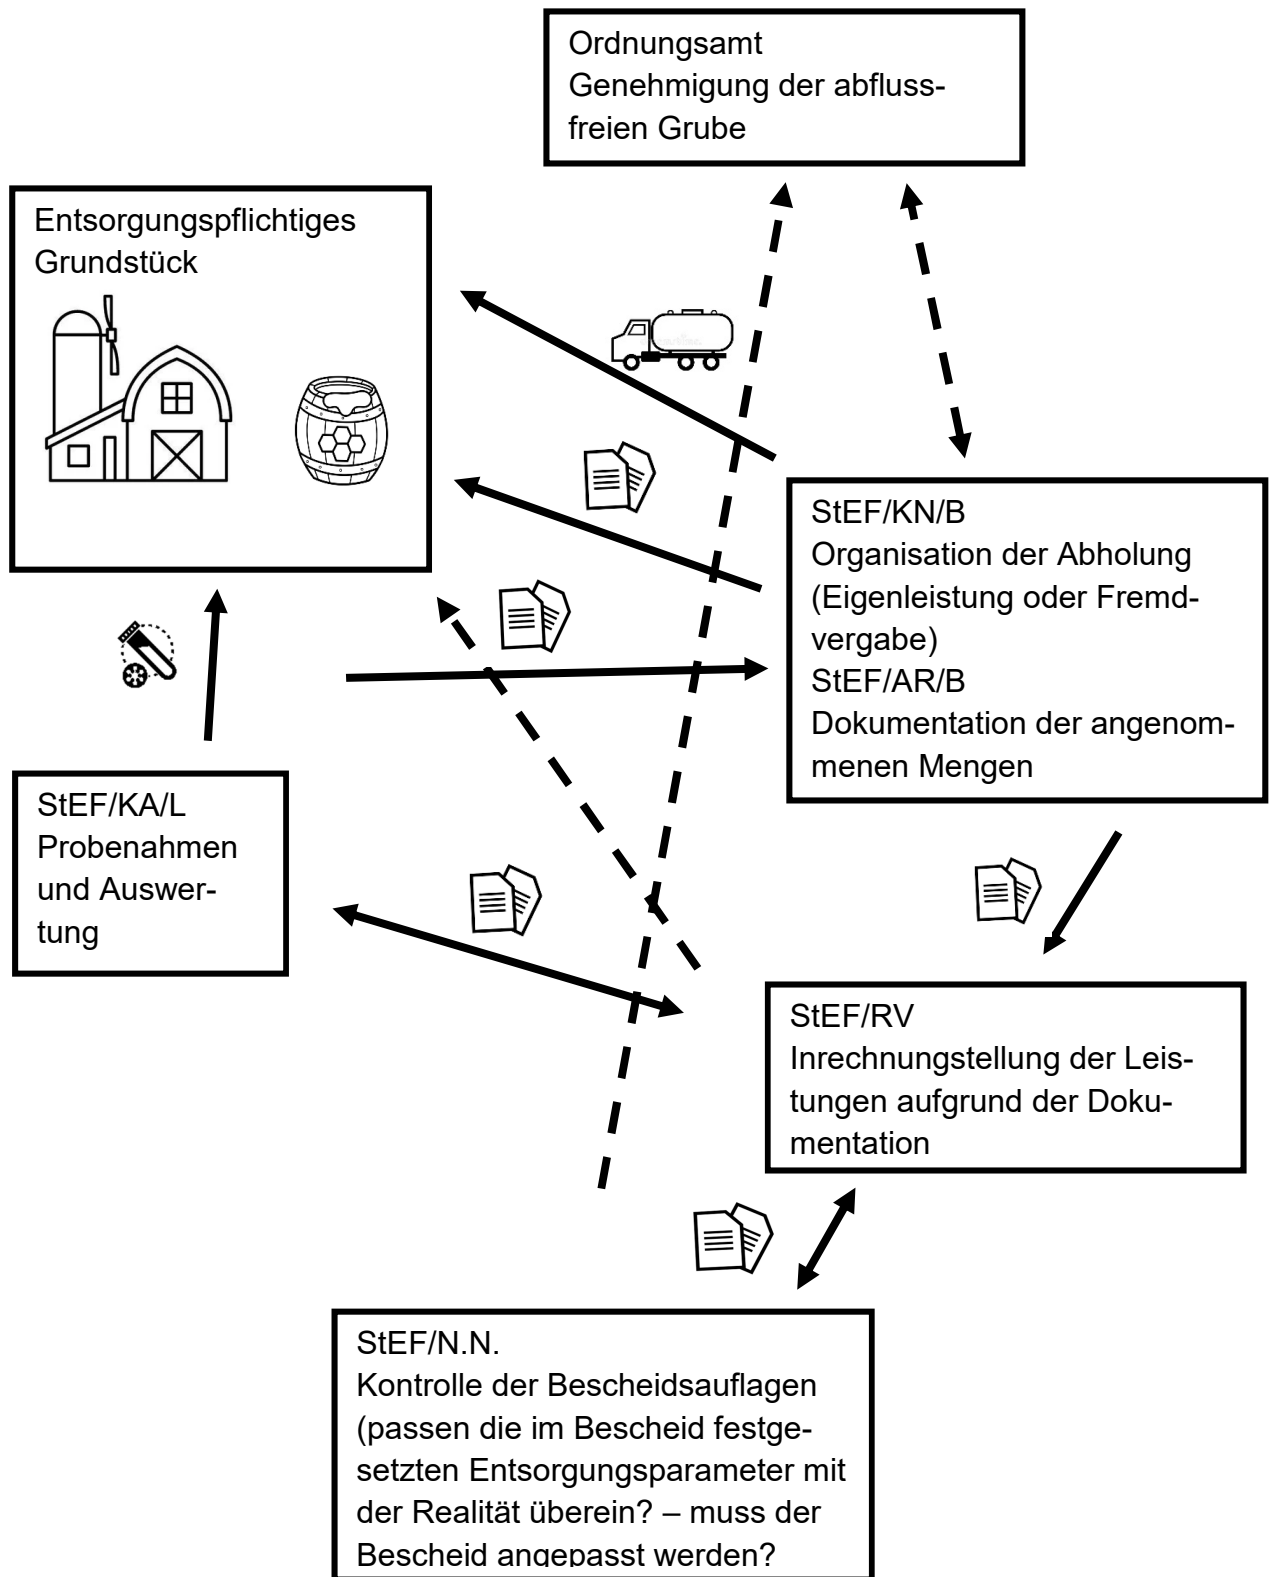 Ordnungsamt
Genehmigung der abfluss-
freien Grube
Entsorgungspflichtiges
Grundstück
StEF/KN/B
Organisation der Abholung
(Eigenleistung oder Fremd-
vergabe)
StEF/AR/B
Dokumentation der angenom-
menen Mengen
StEF/KA/L
Probenahmen
und Auswer-
tung
StEF/RV
Inrechnungstellung der Leis-
tungen aufgrund der Doku-
mentation
StEF/N.N.
Kontrolle der Bescheidsauflagen
(passen die im Bescheid festge-
setzten Entsorgungsparameter mit
der Realität überein? – muss der
Bescheid angepasst werden?